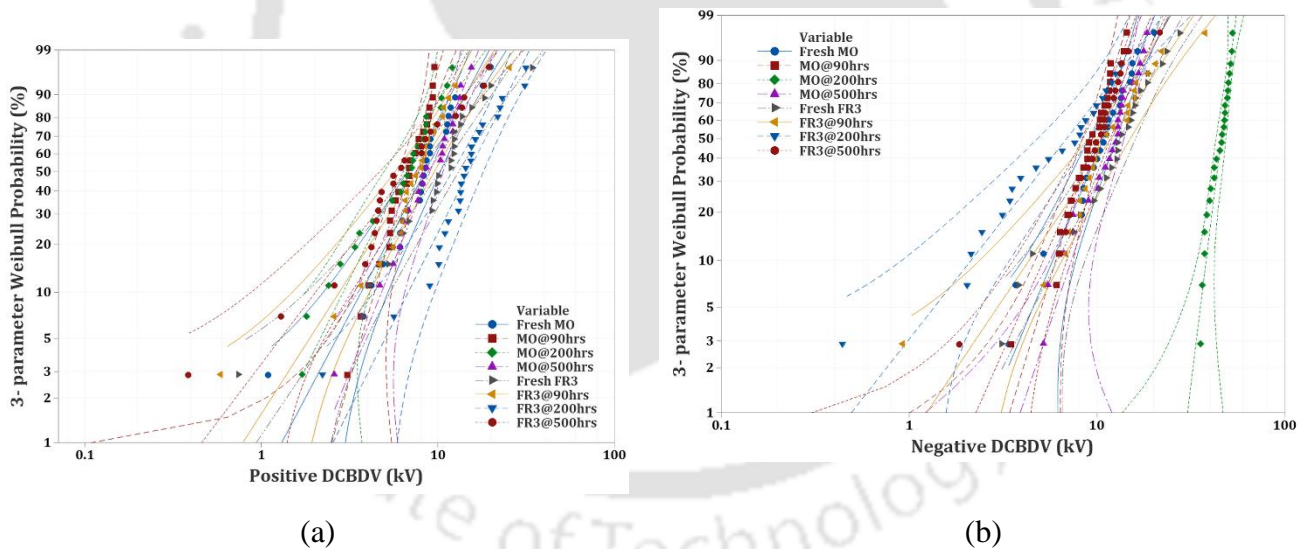 99
90
80
70
60
50
40
30
20
10
5
3
2
1
3- parameter Weibull Probability (%)
Variable
Fresh MO
MO@90hrs
MO@200hrs
MO@500hrs
Fresh FR3
FR3@90hrs
FR3@200hrs
FR3@500hrs
0.1
1
10
100
Positive DCBDV (kV)
(a)
99
90
80
70
60
50
40
30
20
10
5
3
2
1
3- parameter Weibull Probability (%)
Variable
Fresh MO
MO@90hrs
MO@200hrs
MO@500hrs
Fresh FR3
FR3@90hrs
FR3@200hrs
FR3@500hrs
0.1
1
10
100
Negative DCBDV (kV)
(b)
te of Technology